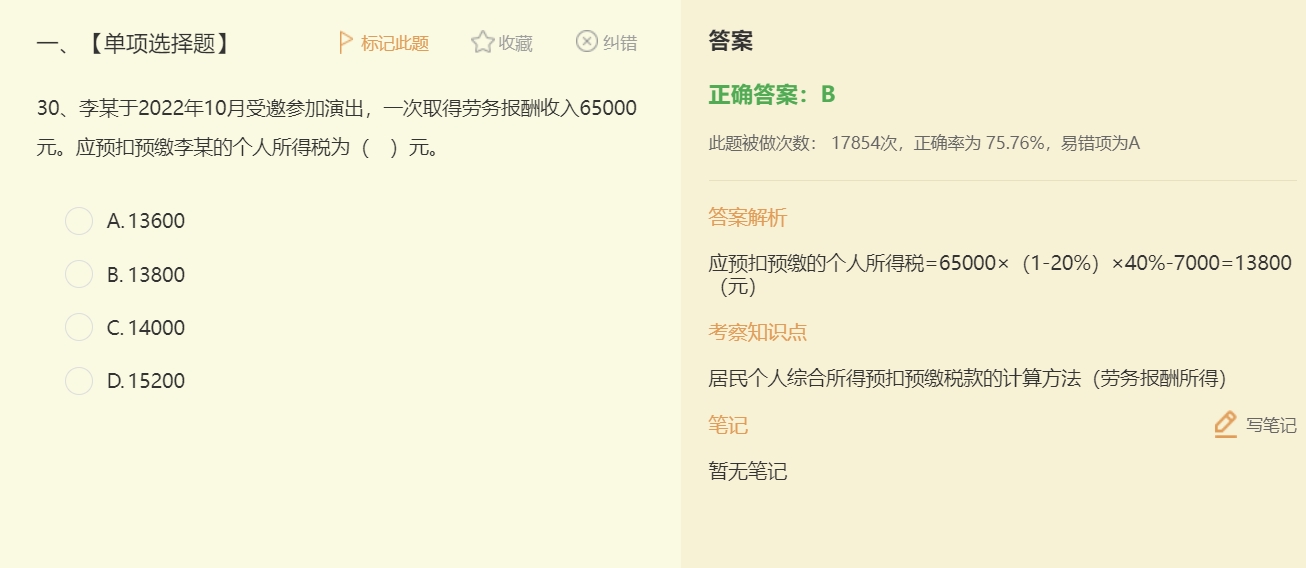 一、【单项选择题】 标记此题 收藏 纠错
30、李某于2022年10月受邀参加演出，一次取得劳务报酬收入65000
元。应预扣预缴李某的个人所得税为（ ）元。
A. 13600
B. 13800
C. 14000
D. 15200
答案
正确答案：B
此题被做次数： 17854次，正确率为 75.76%，易错项为A
答案解析
应预扣预缴的个人所得税=65000×（1-20%）×40%-7000=13800
（元）
考察知识点
居民个人综合所得预扣预缴税款的计算方法（劳务报酬所得）
笔记 写笔记
暂无笔记